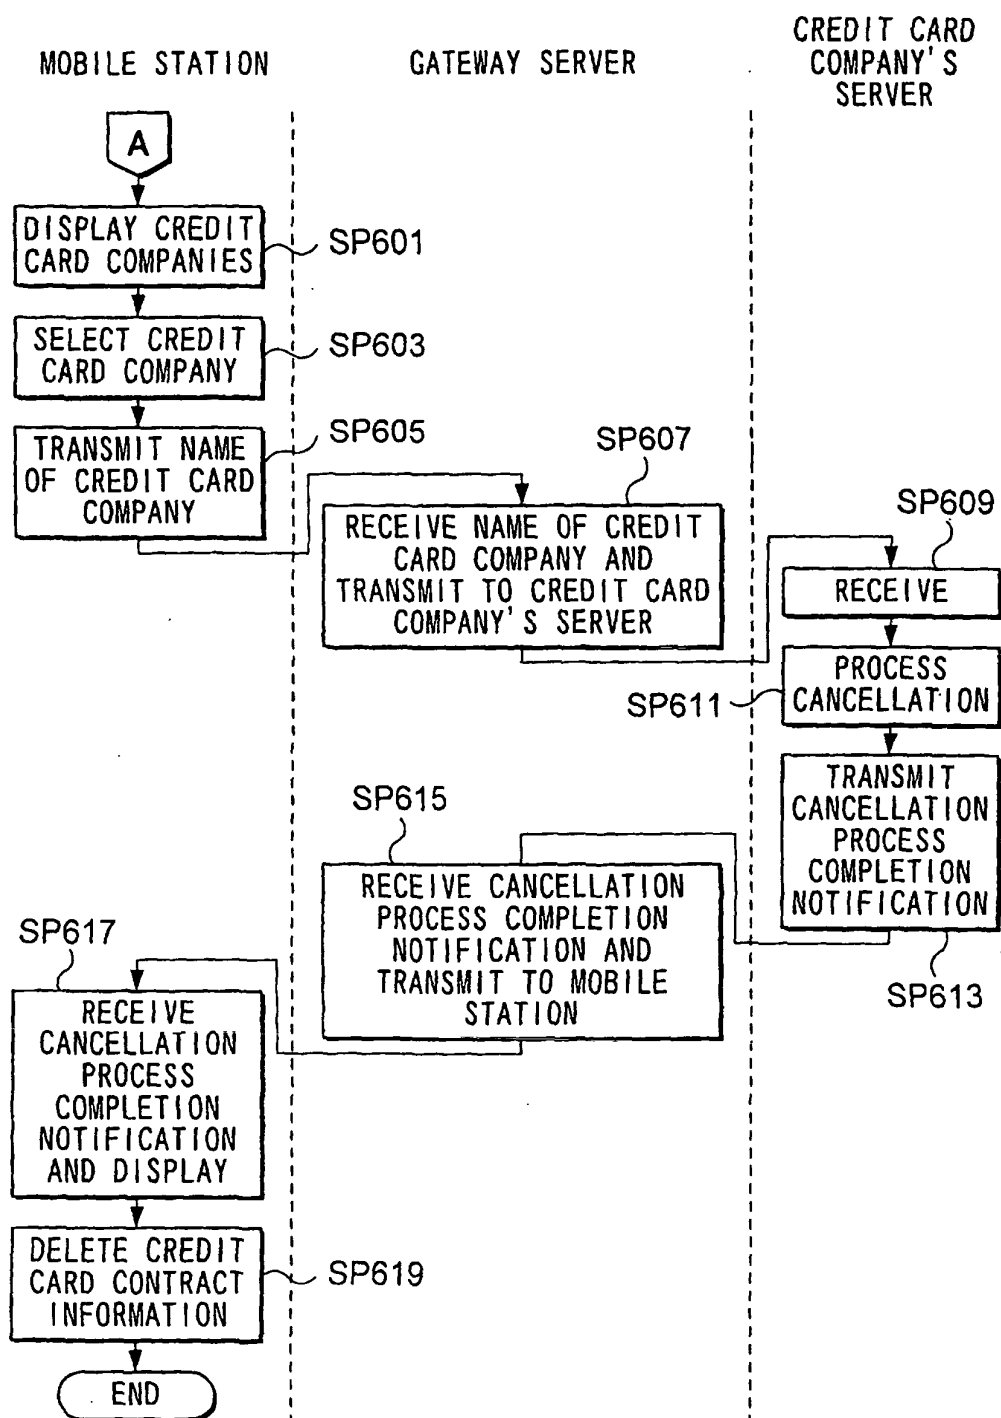 MOBILE STATION
GATEWAY SERVER
CREDIT CARD
COMPANY'S
SERVER
A
DISPLAY CREDIT
CARD COMPANIES
SP601
SELECT CREDIT
CARD COMPANY
SP603
TRANSMIT NAME
OF CREDIT CARD
COMPANY
SP605
SP607
RECEIVE NAME OF CREDIT
CARD COMPANY AND
TRANSMIT TO CREDIT CARD
COMPANY'S SERVER
SP609
RECEIVE
SP611
PROCESS
CANCELLATION
TRANSMIT
CANCELLATION
PROCESS
COMPLETION
NOTIFICATION
SP613
SP615
RECEIVE CANCELLATION
PROCESS COMPLETION
NOTIFICATION AND
TRANSMIT TO MOBILE
STATION
SP617
RECEIVE
CANCELLATION
PROCESS
COMPLETION
NOTIFICATION
AND DISPLAY
DELETE CREDIT
CARD CONTRACT
INFORMATION
SP619
END